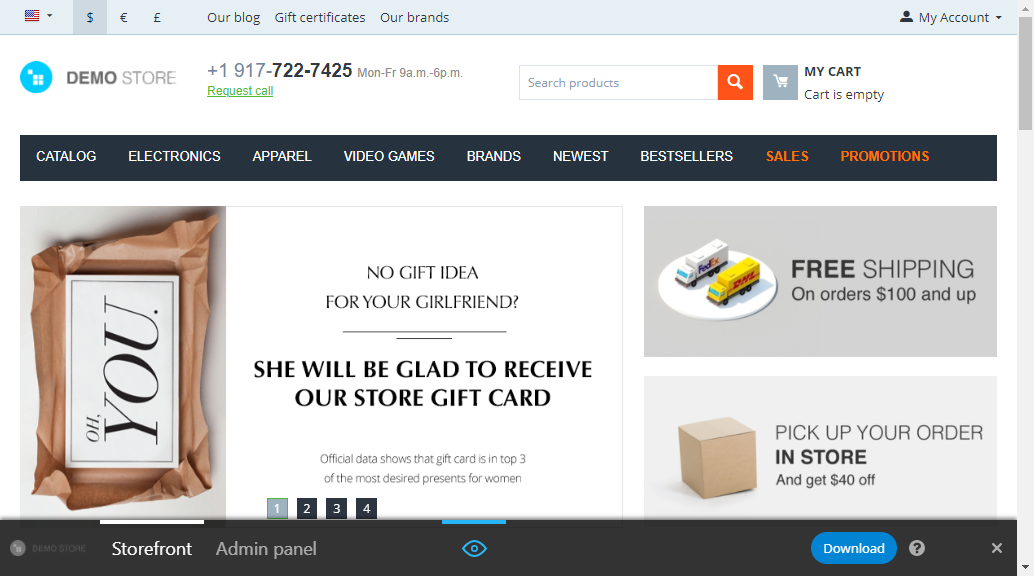 $ € £ Our blog Gift certificates Our brands My Account
DEMO STORE
+1 917-722-7425 Mon-Fr 9a.m.-6p.m.
Request call
Search products
MY CART
Cart is empty
CATALOG ELECTRONICS APPAREL VIDEO GAMES BRANDS NEWEST BESTSELLERS SALES PROMOTIONS
OH,
YOU.
NO GIFT IDEA
FOR YOUR GIRLFRIEND?
SHE WILL BE GLAD TO RECEIVE
OUR STORE GIFT CARD
Official data shows that gift card is in top 3
of the most desired presents for women
1 2 3 4
FedEx
DHL
FREE SHIPPING
On orders $100 and up
PICK UP YOUR ORDER
IN STORE
And get $40 off
DEMO STORE Storefront Admin panel Download ?